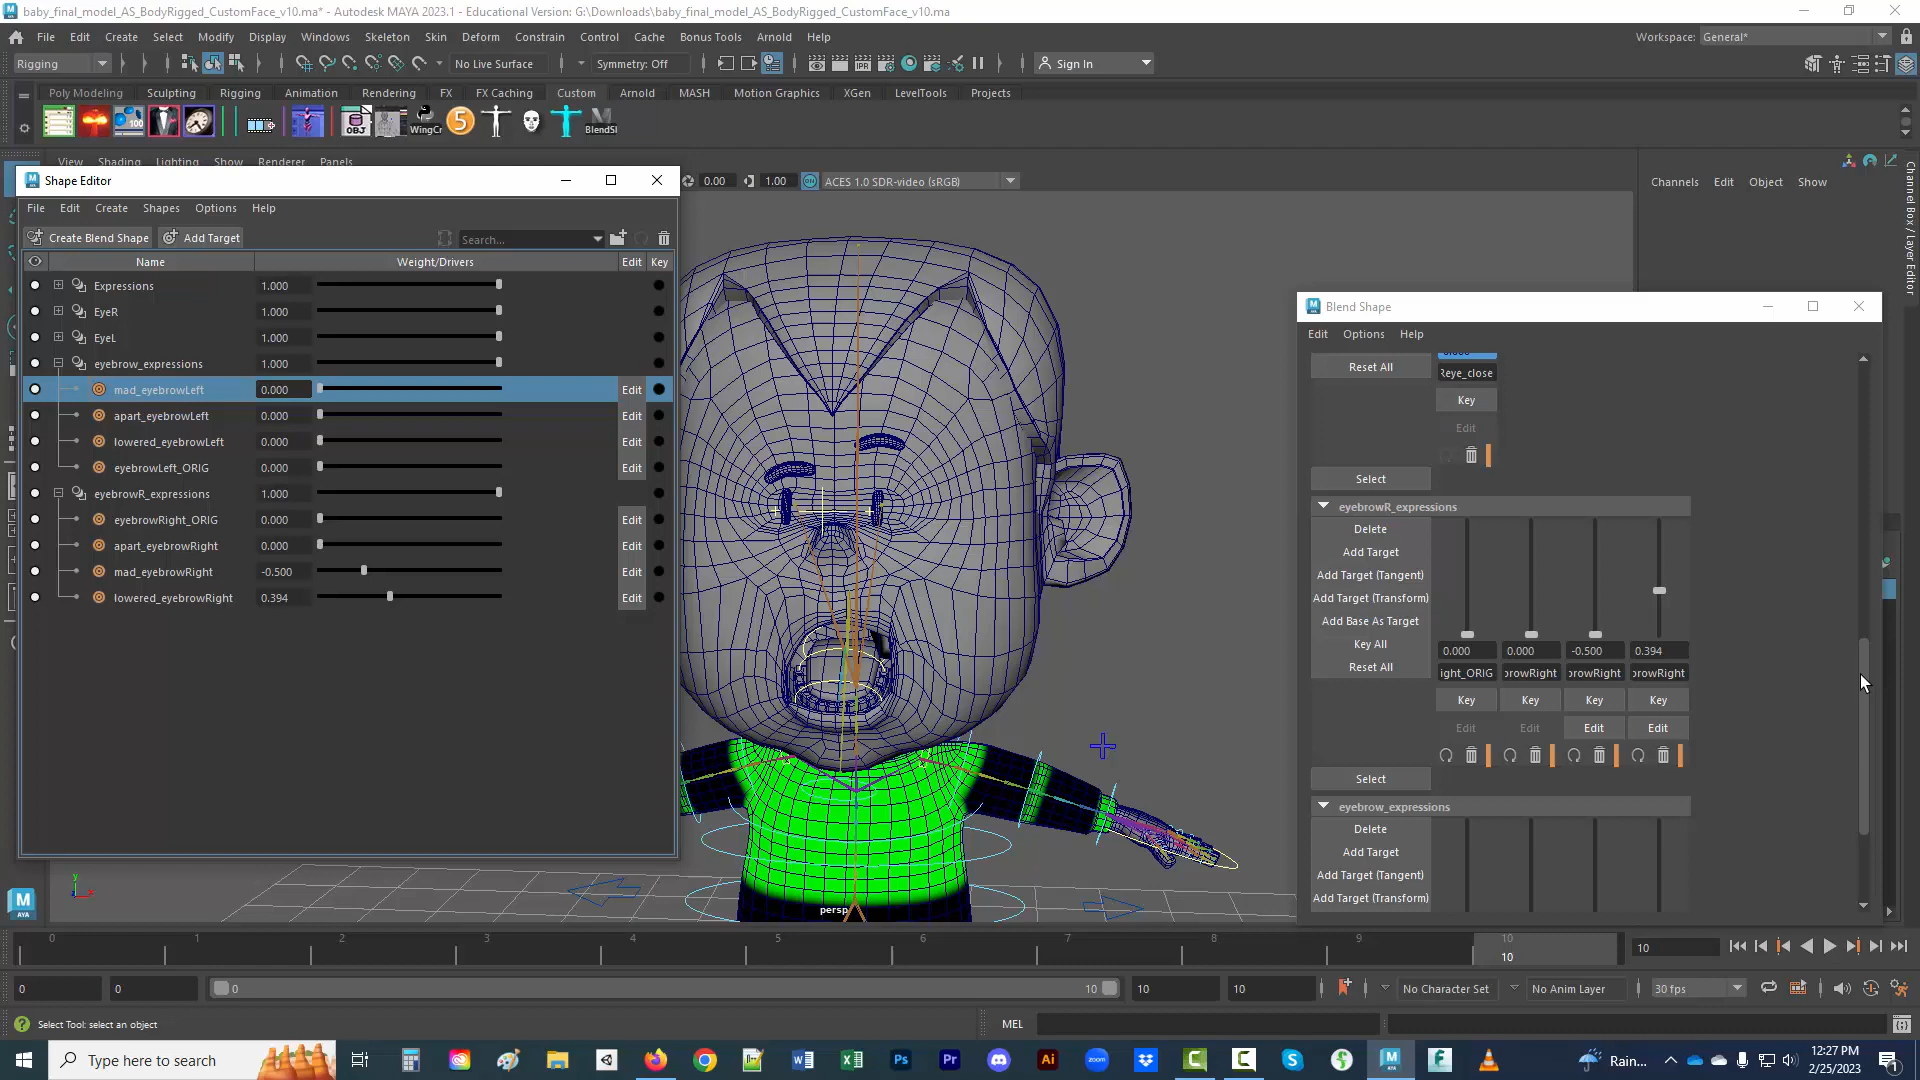 baby_final_model_AS_BodyRigged_CustomFace_v10.ma* - Autodesk MAYA 2023.1 - Educational Version: G:\Downloads\baby_final_model_AS_BodyRigged_CustomFace_v10.ma
File Edit Create Select Modify Display Windows Skeleton Skin Deform Constrain Control Cache Bonus Tools Arnold Help
Workspace: General*
Rigging
No Live Surface
Symmetry: Off
Sign In
Poly Modeling Sculpting Rigging Animation Rendering FX FX Caching Custom Arnold MASH Motion Graphics XGen LevelTools Projects
OBJ WingCr 5 BlendSl
View Shading Lighting Show Renderer Panels
Shape Editor
0.00 1.00 ACES 1.0 SDR-video (sRGB)
Channels Edit Object Show
Channel Box / Layer Editor
File Edit Create Shapes Options Help
Create Blend Shape Add Target Search...
Name Weight/Drivers Edit Key
Expressions 1.000
EyeR 1.000
EyeL 1.000
eyebrow_expressions 1.000
mad_eyebrowLeft 0.000 Edit
apart_eyebrowLeft 0.000 Edit
lowered_eyebrowLeft 0.000 Edit
eyebrowLeft_ORIG 0.000 Edit
eyebrowR_expressions 1.000
eyebrowRight_ORIG 0.000 Edit
apart_eyebrowRight 0.000 Edit
mad_eyebrowRight -0.500 Edit
lowered_eyebrowRight 0.394 Edit
Blend Shape
Edit Options Help
Reset All Reye_close
Key
Edit
Select
eyebrowR_expressions
Delete
Add Target
Add Target (Tangent)
Add Target (Transform)
Add Base As Target
Key All
Reset All
0.000 0.000 -0.500 0.394
ight_ORIG browRight browRight browRight
Key Key Key Key
Edit Edit Edit Edit
Select
eyebrow_expressions
Delete
Add Target
Add Target (Tangent)
Add Target (Transform)
persp
0 1 2 3 4 5 6 7 8 9 10
10
10
0 0 0 10 10 10
No Character Set No Anim Layer 30 fps
Select Tool: select an object
MEL
Type here to search
Rain...
12:27 PM
2/25/2023
1